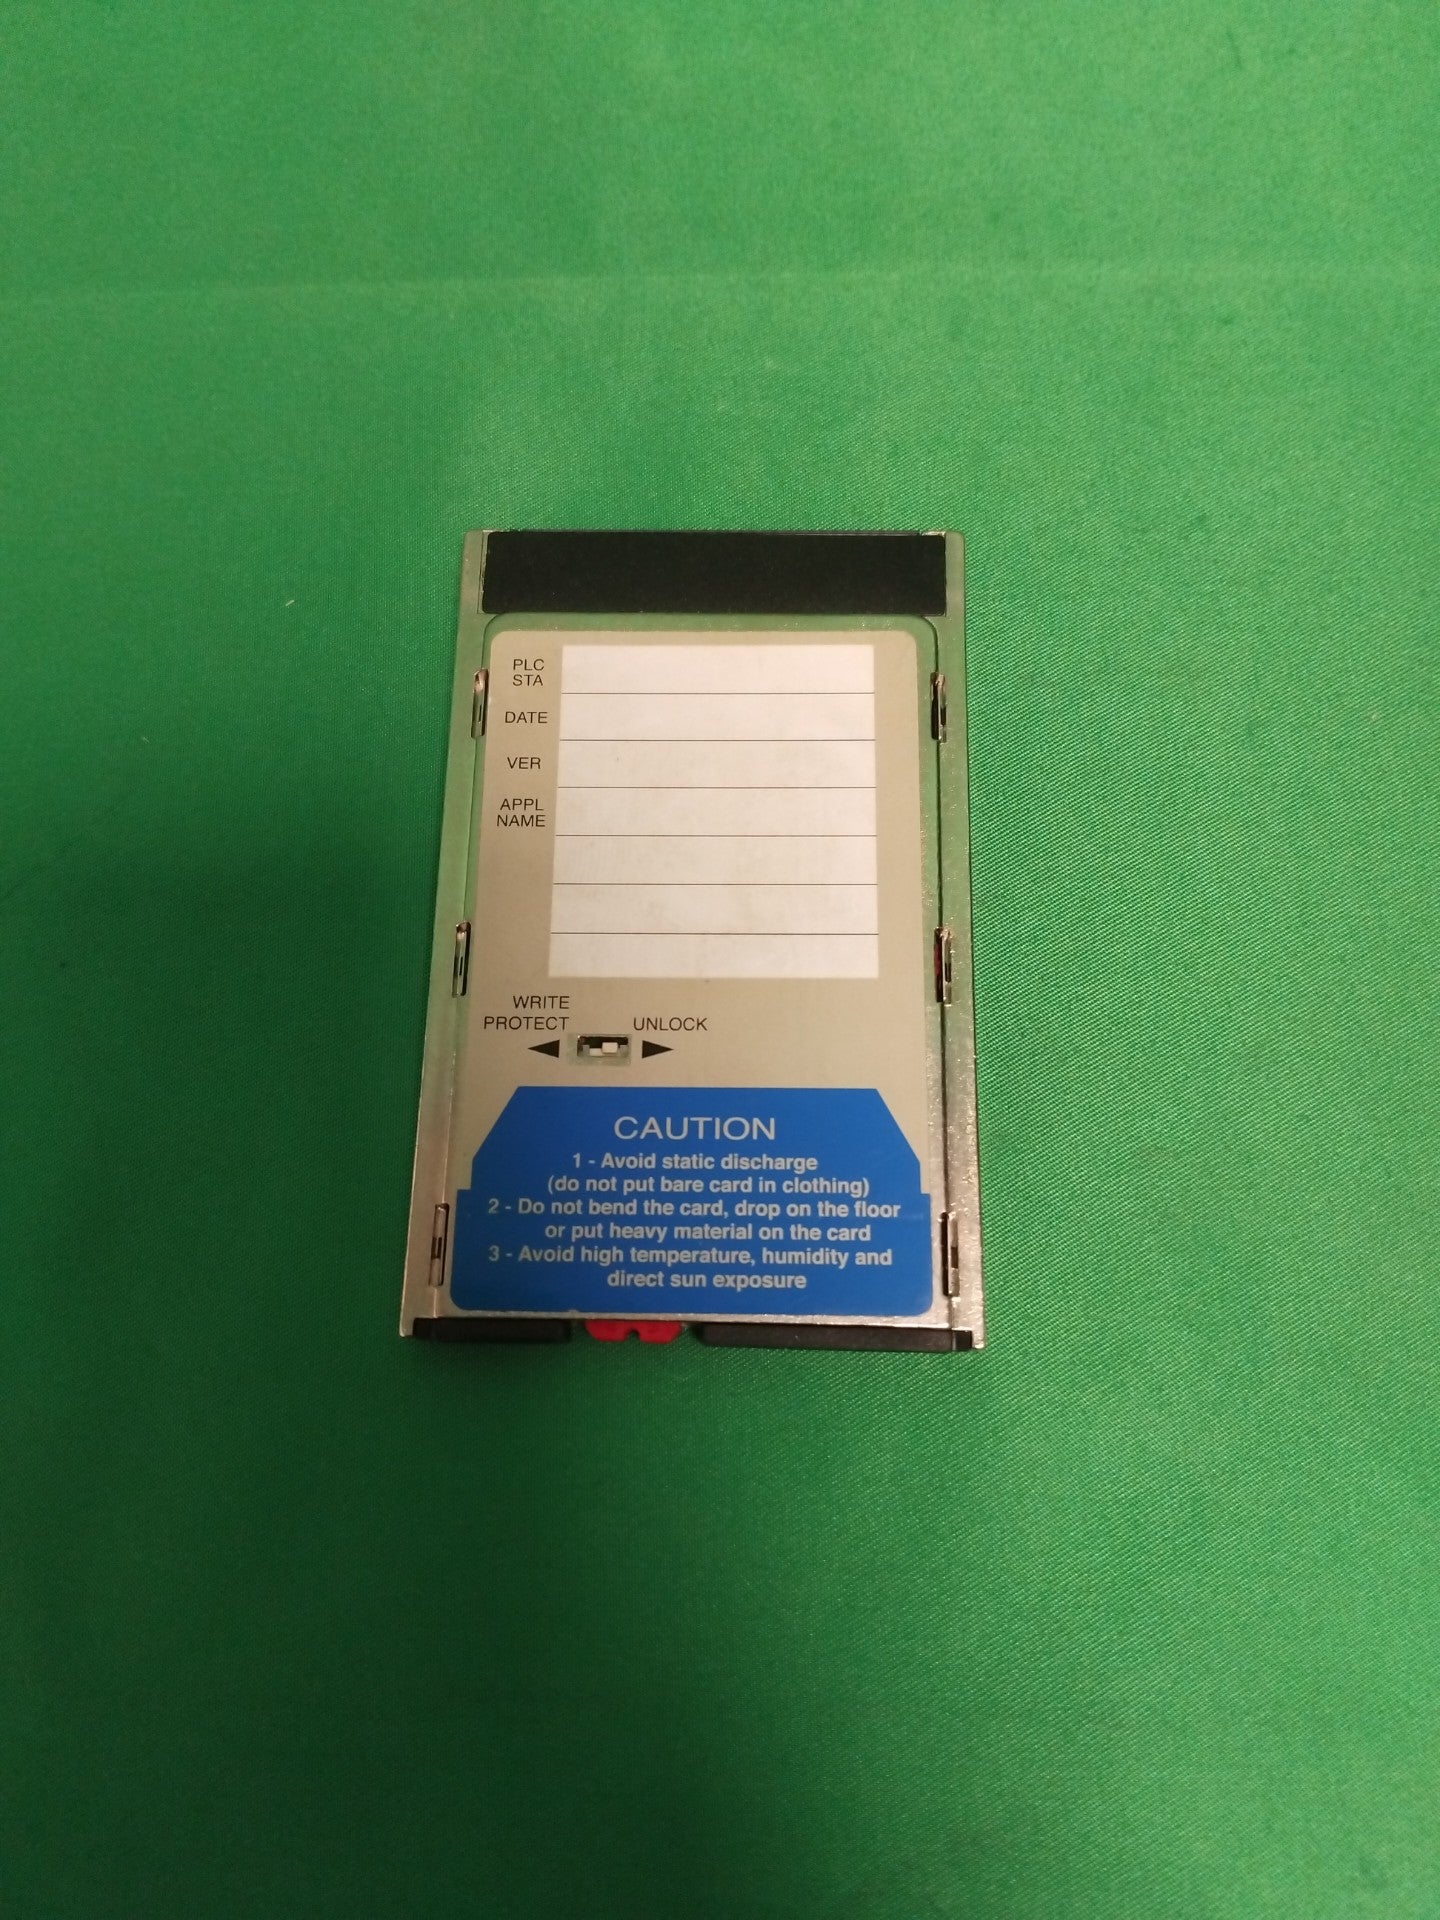 PLC
STA
DATE
VER
APPL
NAME
WRITE
PROTECT UNLOCK
CAUTION
1 - Avoid static discharge
(do not put bare card in clothing)
2 - Do not bend the card, drop on the floor
or put heavy material on the card
3 - Avoid high temperature, humidity and
direct sun exposure